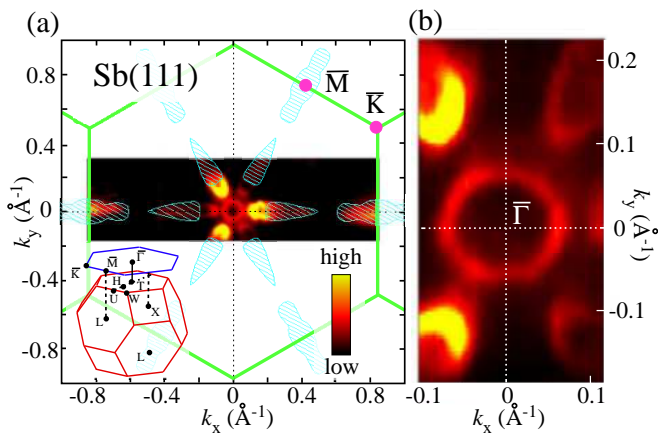 (a)
Sb(111)
M̅
K̅
0.8
0.4
0
-0.4
-0.8
k_y (Å⁻¹)
-0.8 -0.4 0 0.4 0.8
k_x (Å⁻¹)
high
low
K̅ M̅ Γ̅
H T
U W X
L
L
(b)
Γ̅
0.2
0.1
0
-0.1
k_y (Å⁻¹)
-0.1 0 0.1
k_x (Å⁻¹)